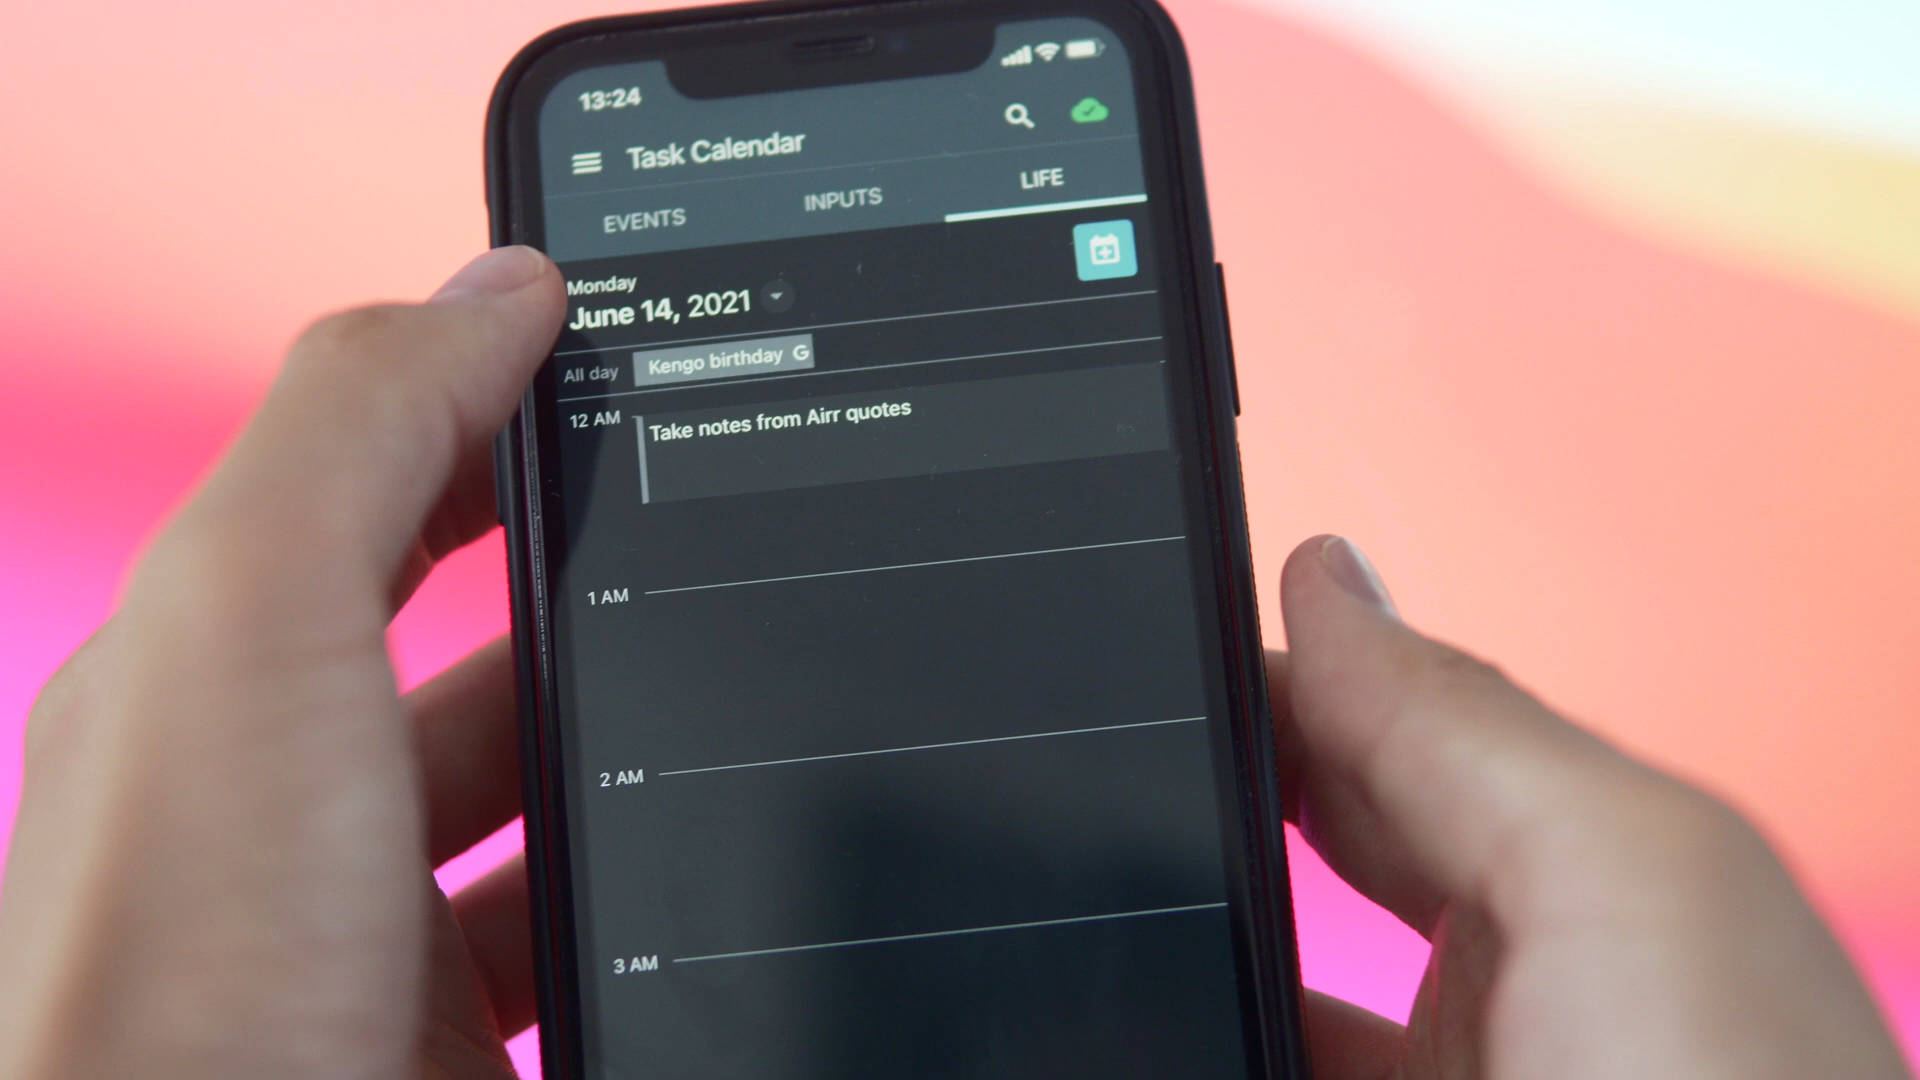 13:24
Task Calendar
EVENTS INPUTS LIFE
Monday
June 14, 2021
All day Kengo birthday G
12 AM Take notes from Airr quotes
1 AM
2 AM
3 AM